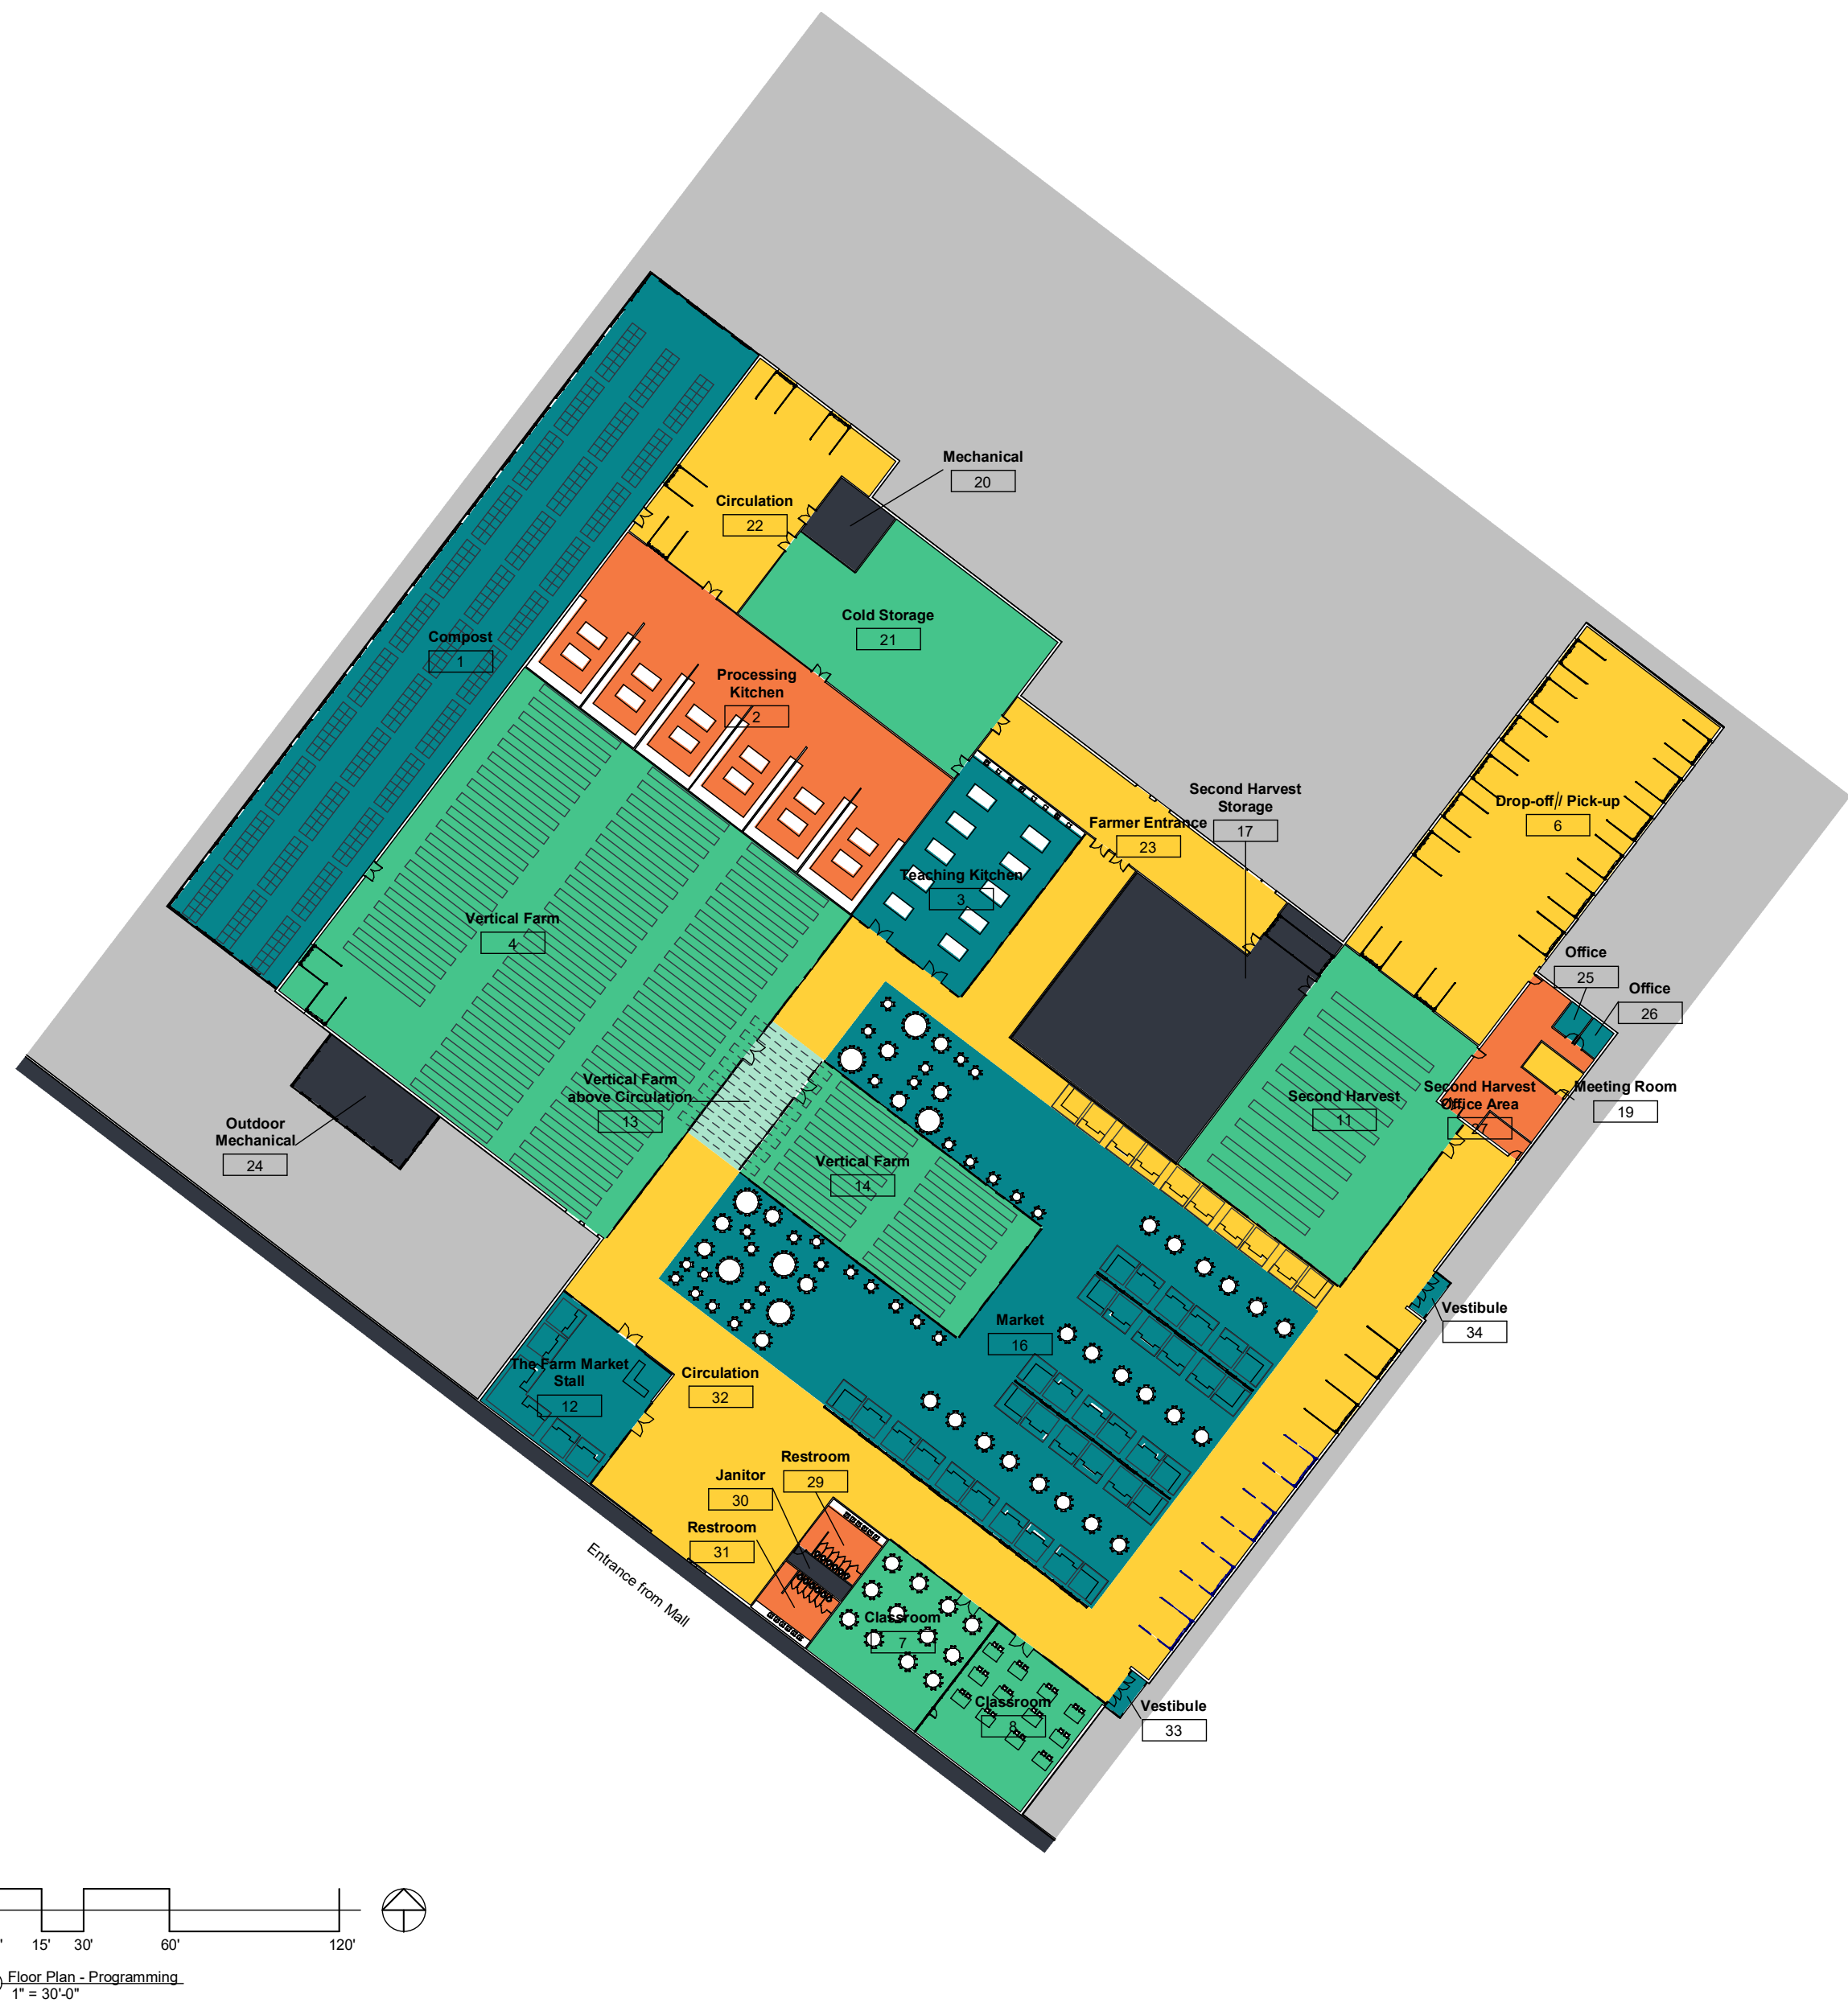 Mechanical
20
Circulation
22
Cold Storage
21
Compost
1
Processing
Kitchen
2
Second Harvest
Storage
17
Drop-off // Pick-up
6
Farmer Entrance
23
Teaching Kitchen
3
Vertical Farm
4
Office
25
Office
26
Vertical Farm
above Circulation
13
Second Harvest
11
Second Harvest
Office Area
27
Meeting Room
19
Outdoor
Mechanical
24
Vertical Farm
14
Market
16
Vestibule
34
The Farm Market
Stall
12
Circulation
32
Restroom
29
Janitor
30
Restroom
31
Entrance from Mall
Classroom
7
Classroom
8
Vestibule
33
15' 30' 60' 120'
Floor Plan - Programming
1" = 30'-0"